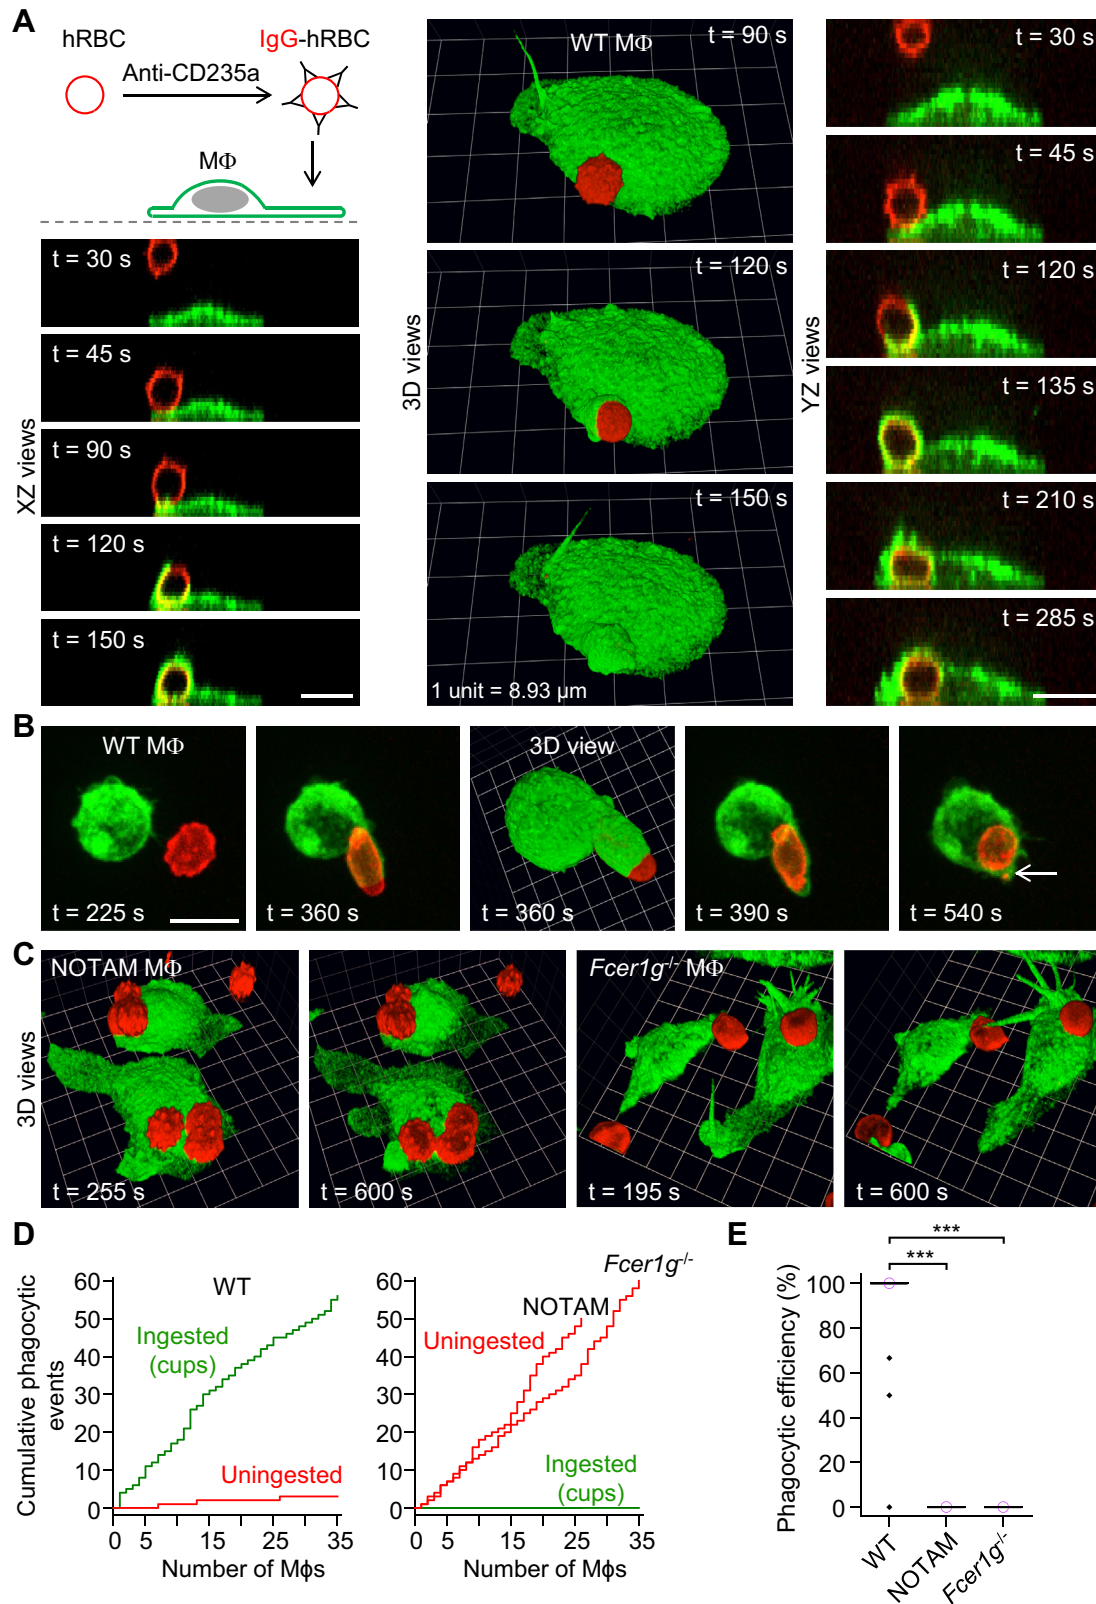 A
hRBC
IgG-hRBC
Anti-CD235a
MΦ
XZ views
t = 30 s
t = 45 s
t = 90 s
t = 120 s
t = 150 s
3D views
WT MΦ
t = 90 s
t = 120 s
t = 150 s
1 unit = 8.93 µm
YZ views
t = 30 s
t = 45 s
t = 120 s
t = 135 s
t = 210 s
t = 285 s
B
WT MΦ
t = 225 s
t = 360 s
3D view
t = 360 s
t = 390 s
t = 540 s
C
3D views
NOTAM MΦ
t = 255 s
t = 600 s
Fcer1g-/- MΦ
t = 195 s
t = 600 s
D
Cumulative phagocytic
events
60
50
40
30
20
10
0
WT
Ingested
(cups)
Uningested
0 5 15 25 35
Number of Mϕs
60
50
40
30
20
10
0
Fcer1g-/-
NOTAM
Uningested
Ingested
(cups)
0 5 15 25 35
Number of Mϕs
E
Phagocytic efficiency (%)
***
***
100
80
60
40
20
0
WT
NOTAM
Fcer1g-/-